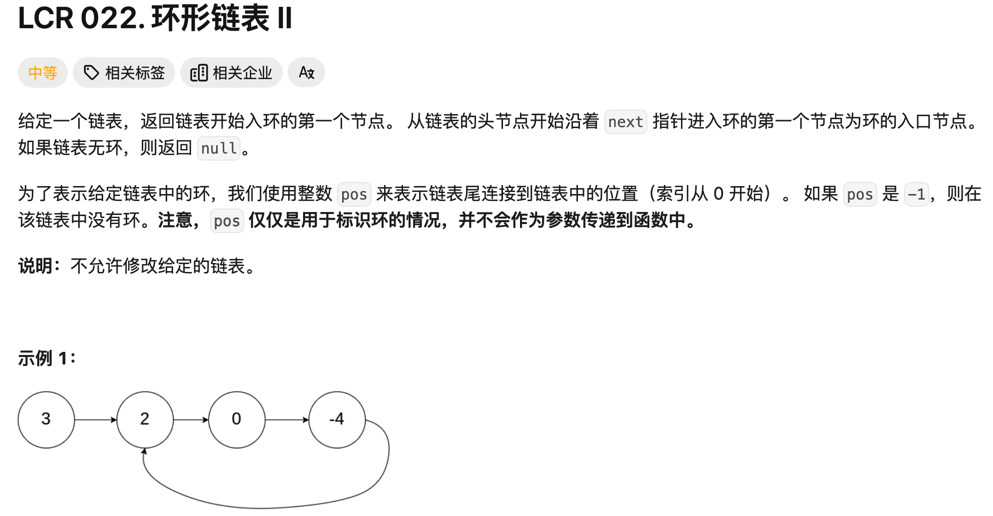 LCR 022. 环形链表 II
中等 相关标签 相关企业 A文
给定一个链表，返回链表开始入环的第一个节点。 从链表的头节点开始沿着 next 指针进入环的第一个节点为环的入口节点。
如果链表无环，则返回 null。
为了表示给定链表中的环，我们使用整数 pos 来表示链表尾连接到链表中的位置（索引从 0 开始）。 如果 pos 是 -1，则在
该链表中没有环。注意，pos 仅仅是用于标识环的情况，并不会作为参数传递到函数中。
说明：不允许修改给定的链表。
示例 1：
3 2 0 -4